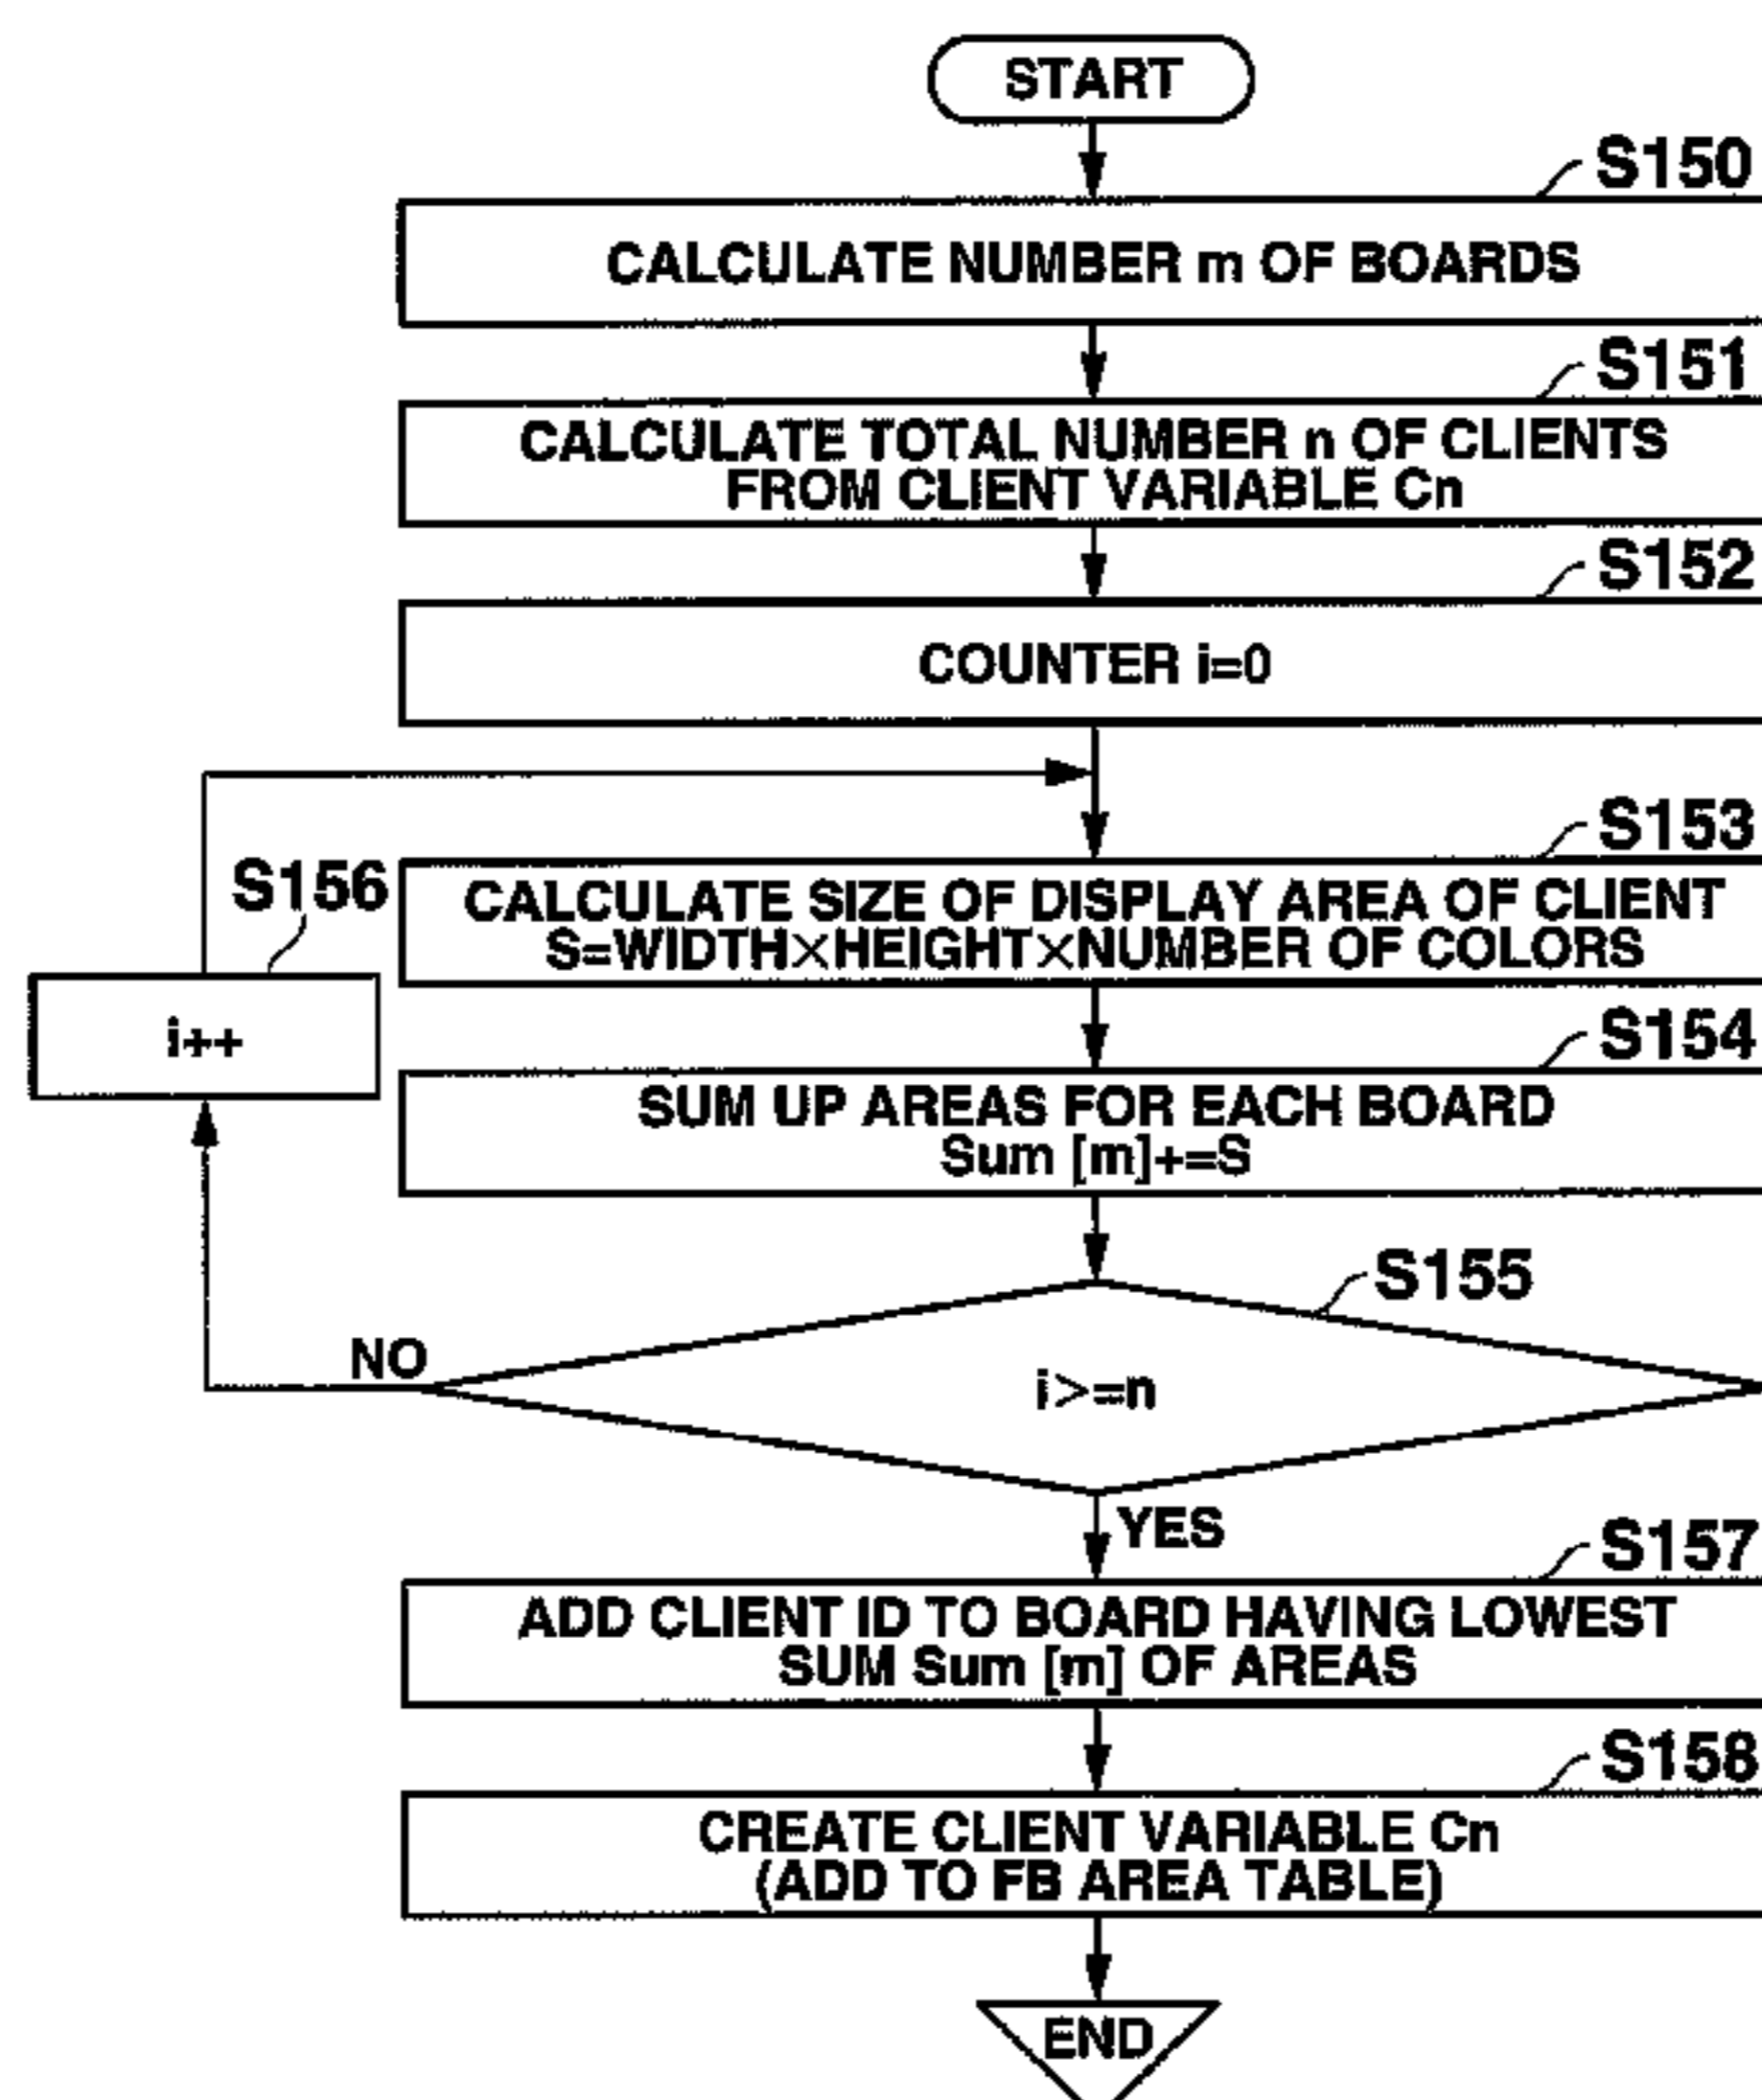 START
S150
CALCULATE NUMBER m OF BOARDS
S151
CALCULATE TOTAL NUMBER n OF CLIENTS
FROM CLIENT VARIABLE Cn
S152
COUNTER i=0
S153
CALCULATE SIZE OF DISPLAY AREA OF CLIENT
S=WIDTH×HEIGHT×NUMBER OF COLORS
S156
i++
S154
SUM UP AREAS FOR EACH BOARD
Sum [m]+=S
S155
i>=n
NO
YES
S157
ADD CLIENT ID TO BOARD HAVING LOWEST
SUM Sum [m] OF AREAS
S158
CREATE CLIENT VARIABLE Cn
(ADD TO FB AREA TABLE)
END